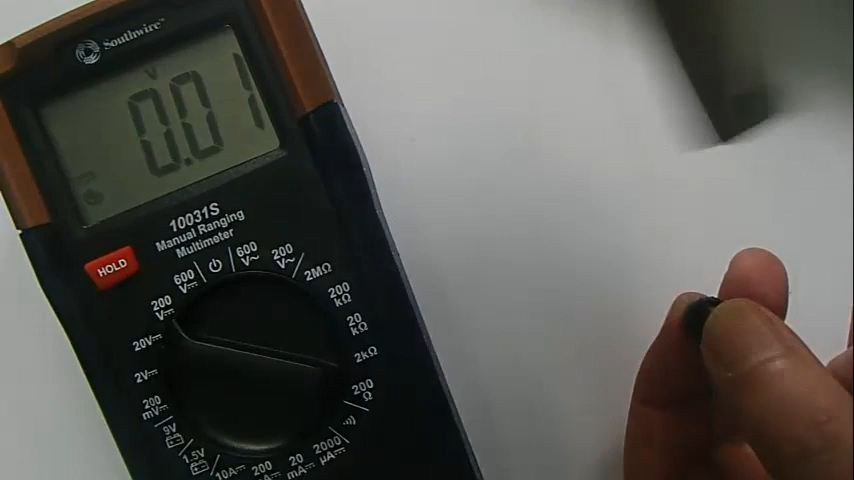 Southwire
V
0.01
10031S
Manual Ranging
Multimeter
HOLD
600
V⎓
600
V~
200
V~
2MΩ
200
kΩ
20
kΩ
2kΩ
200
Ω
2000
µA⎓
20
mA⎓
200
10A⎓
1.5V
9V
200
mV⎓
2V⎓
20V⎓
200
V⎓